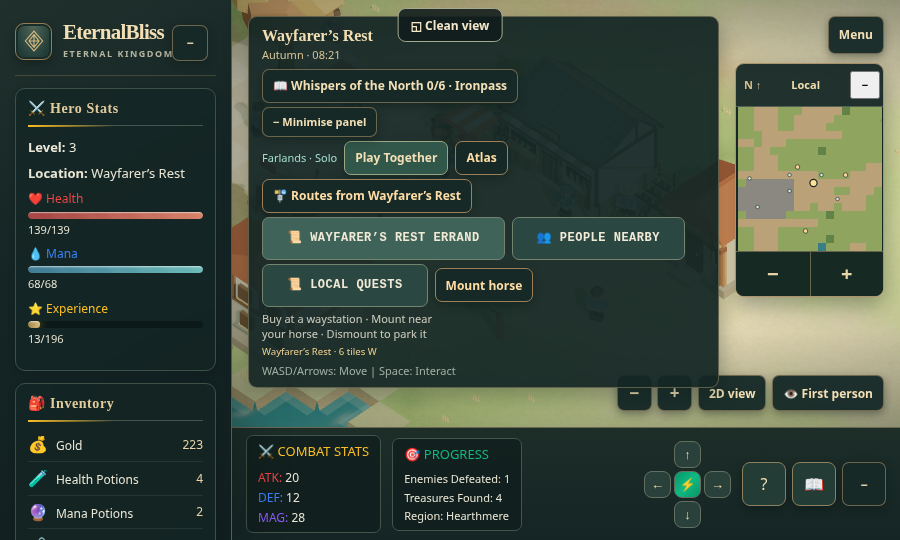 EternalBliss
ETERNAL KINGDOM
−
⚔️ Hero Stats
Level: 3
Location: Wayfarer’s Rest
❤️ Health
139/139
💧 Mana
68/68
⭐ Experience
13/196
🎒 Inventory
💰 Gold 223
🧪 Health Potions 4
🔮 Mana Potions 2
◱ Clean view
Wayfarer’s Rest
Autumn · 08:21
📖 Whispers of the North 0/6 · Ironpass
− Minimise panel
Farlands · Solo Play Together Atlas
Routes from Wayfarer’s Rest
📜 WAYFARER’S REST ERRAND 👥 PEOPLE NEARBY
📜 LOCAL QUESTS Mount horse
Buy at a waystation · Mount near
your horse · Dismount to park it
Wayfarer’s Rest · 6 tiles W
WASD/Arrows: Move | Space: Interact
Menu
N ↑ Local −
− +
− + 2D view 👁️ First person
⚔️ COMBAT STATS
ATK: 20
DEF: 12
MAG: 28
🎯 PROGRESS
Enemies Defeated: 1
Treasures Found: 4
Region: Hearthmere
↑
← ⚡ →
↓
? 📖 −